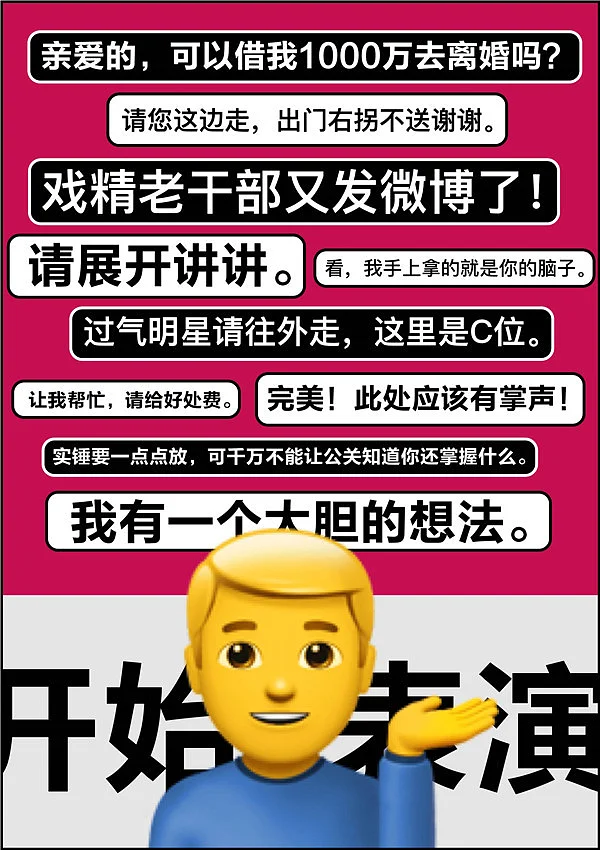 亲爱的，可以借我1000万去离婚吗？
请您这边走，出门右拐不送谢谢。
戏精老干部又发微博了！
请展开讲讲。
看，我手上拿的就是你的脑子。
过气明星请往外走，这里是C位。
让我帮忙，请给好处费。
完美！此处应该有掌声！
实锤要一点点放，可千万不能让公关知道你还掌握什么。
我有一个大胆的想法。
开始表演